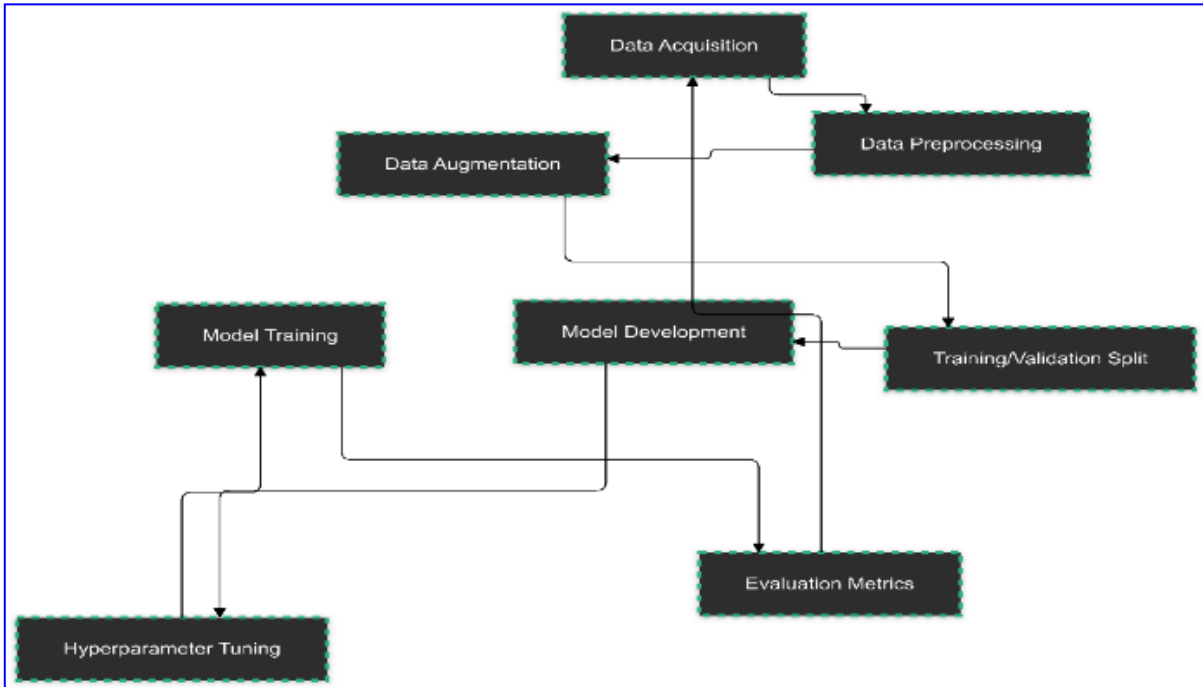 Data Acquisition
Data Preprocessing
Data Augmentation
Model Training
Model Development
Training/Validation Split
Evaluation Metrics
Hyperparameter Tuning